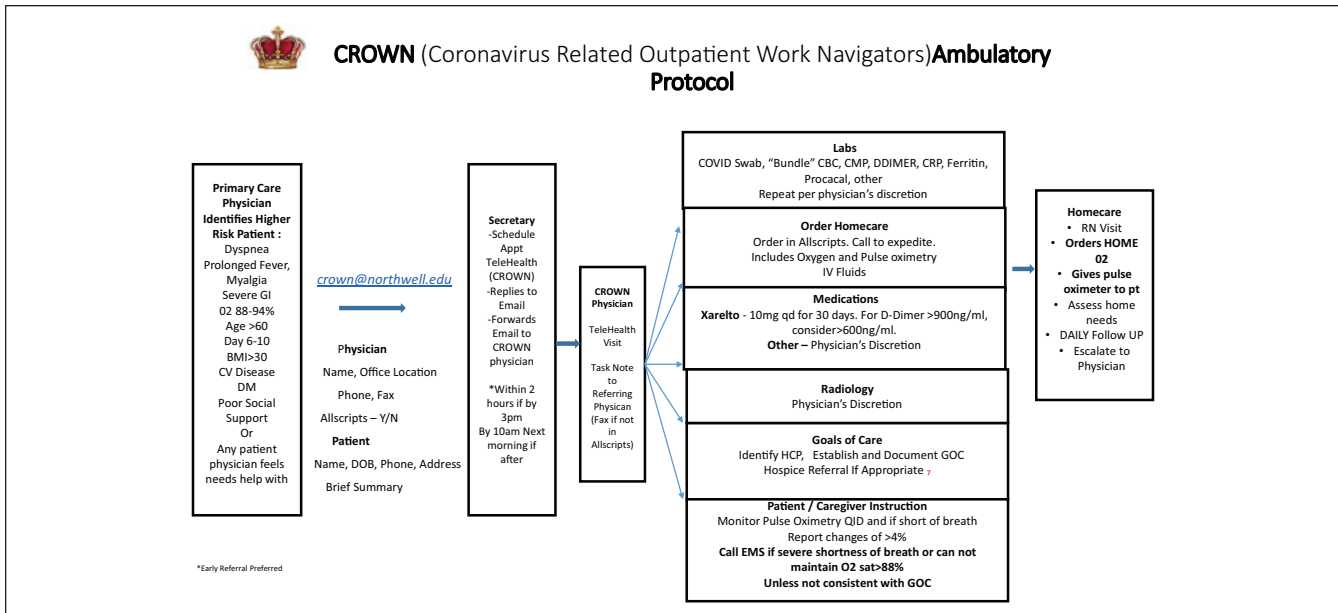 CROWN (Coronavirus Related Outpatient Work Navigators)Ambulatory
Protocol
Primary Care
Physician
Identifies Higher
Risk Patient :
Dyspnea
Prolonged Fever,
Myalgia
Severe GI
02 88-94%
Age >60
Day 6-10
BMI>30
CV Disease
DM
Poor Social
Support
Or
Any patient
physician feels
needs help with
crown@northwell.edu
Physician
Name, Office Location
Phone, Fax
Allscripts – Y/N
Patient
Name, DOB, Phone, Address
Brief Summary
Secretary
-Schedule
Appt
TeleHealth
(CROWN)
-Replies to
Email
-Forwards
Email to
CROWN
physician
*Within 2
hours if by
3pm
By 10am Next
morning if
after
CROWN
Physician
TeleHealth
Visit
Task Note
to
Referring
Physican
(Fax if not
in
Allscripts)
Labs
COVID Swab, “Bundle” CBC, CMP, DDIMER, CRP, Ferritin,
Procacal, other
Repeat per physician’s discretion
Order Homecare
Order in Allscripts. Call to expedite.
Includes Oxygen and Pulse oximetry
IV Fluids
Medications
Xarelto - 10mg qd for 30 days. For D-Dimer >900ng/ml,
consider>600ng/ml.
Other – Physician’s Discretion
Radiology
Physician’s Discretion
Goals of Care
Identify HCP, Establish and Document GOC
Hospice Referral If Appropriate 7
Patient / Caregiver Instruction
Monitor Pulse Oximetry QID and if short of breath
Report changes of >4%
Call EMS if severe shortness of breath or can not
maintain O2 sat>88%
Unless not consistent with GOC
Homecare
• RN Visit
• Orders HOME
02
• Gives pulse
oximeter to pt
• Assess home
needs
• DAILY Follow UP
• Escalate to
Physician
*Early Referral Preferred